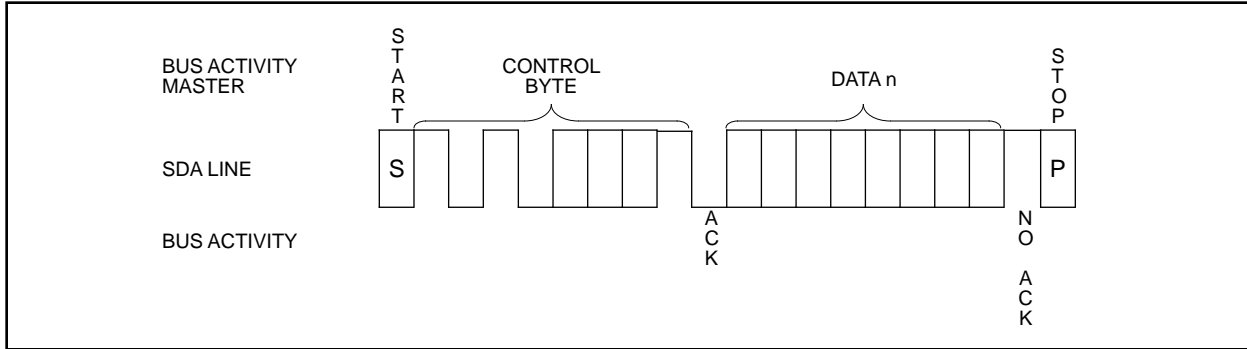 BUS ACTIVITY
MASTER
START
CONTROL
BYTE
DATA n
STOP
SDA LINE
S
P
BUS ACTIVITY
ACK
NO ACK